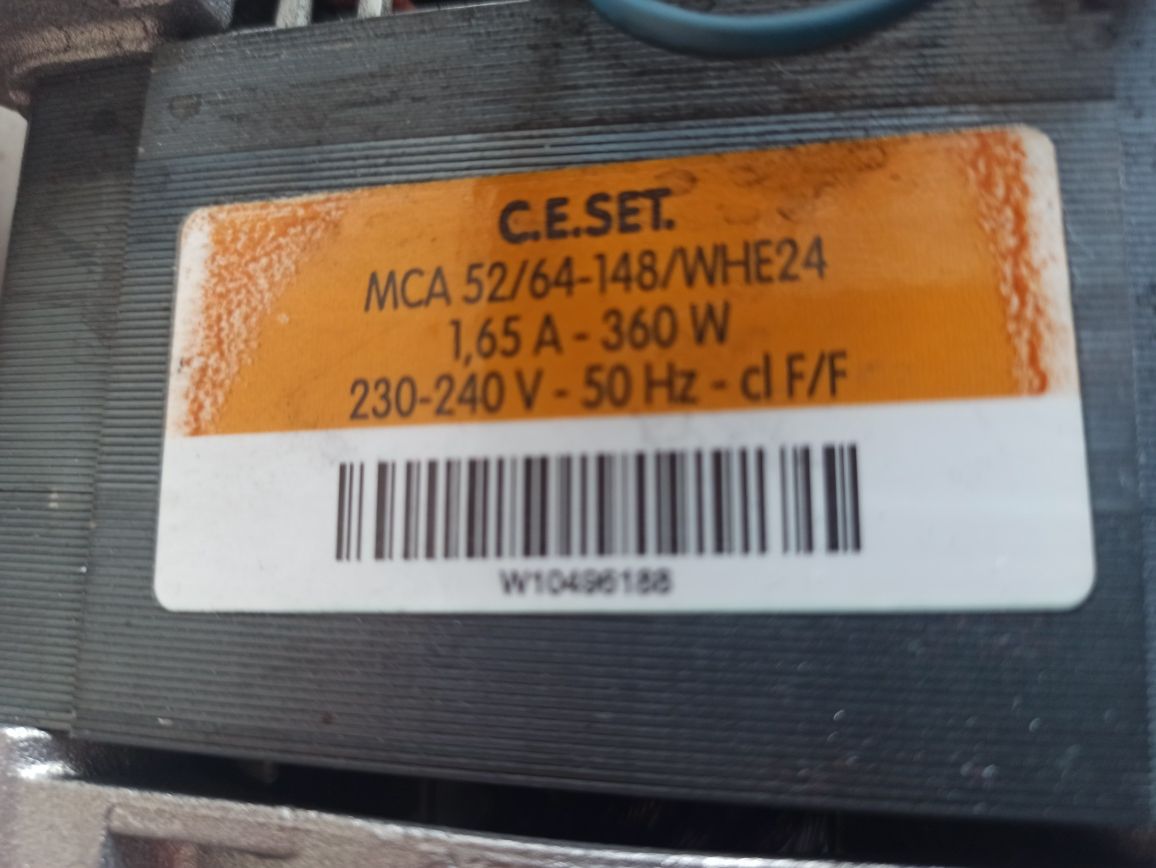 C.E.SET.
MCA 52/64-148/WHE24
1,65 A - 360 W
230-240 V - 50 Hz - cl F/F
W10496188